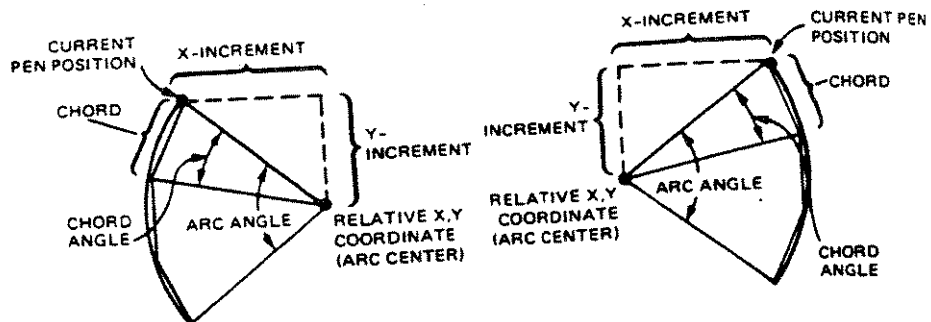 CURRENT
PEN POSITION
X-INCREMENT
CHORD
Y-
INCREMENT
CHORD
ANGLE
ARC ANGLE
RELATIVE X,Y
COORDINATE
(ARC CENTER)
X-INCREMENT
CURRENT PEN
POSITION
CHORD
Y-
INCREMENT
RELATIVE X,Y
COORDINATE
(ARC CENTER)
ARC ANGLE
CHORD
ANGLE